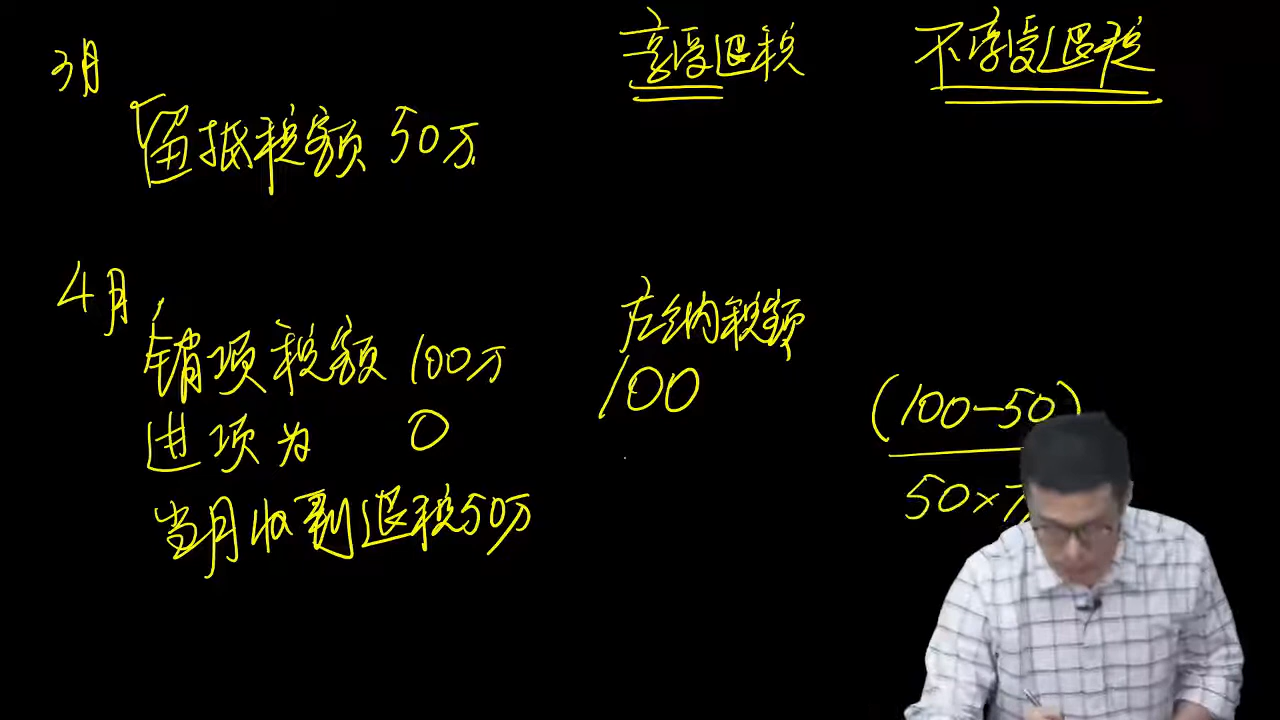 3月
享受退税
不享受退税
留抵税额 50万
4月
销项税额 100万
应纳税额
100
进项为 0
(100-50)
50×7
当月收到退税50万